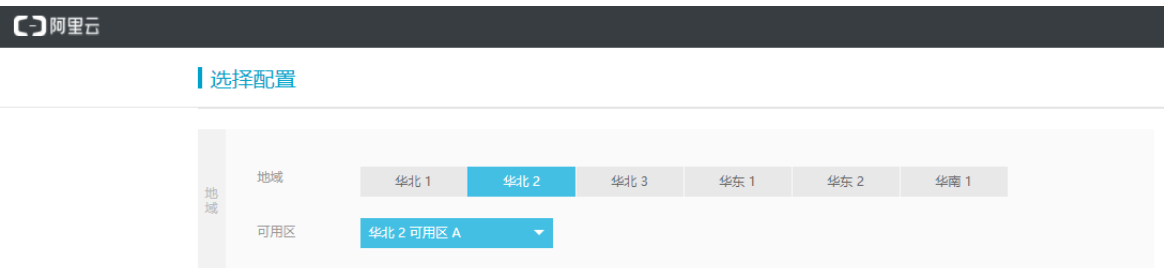 阿里云
选择配置
地域
地域
华北 1 华北 2 华北 3 华东 1 华东 2 华南 1
可用区
华北 2 可用区 A